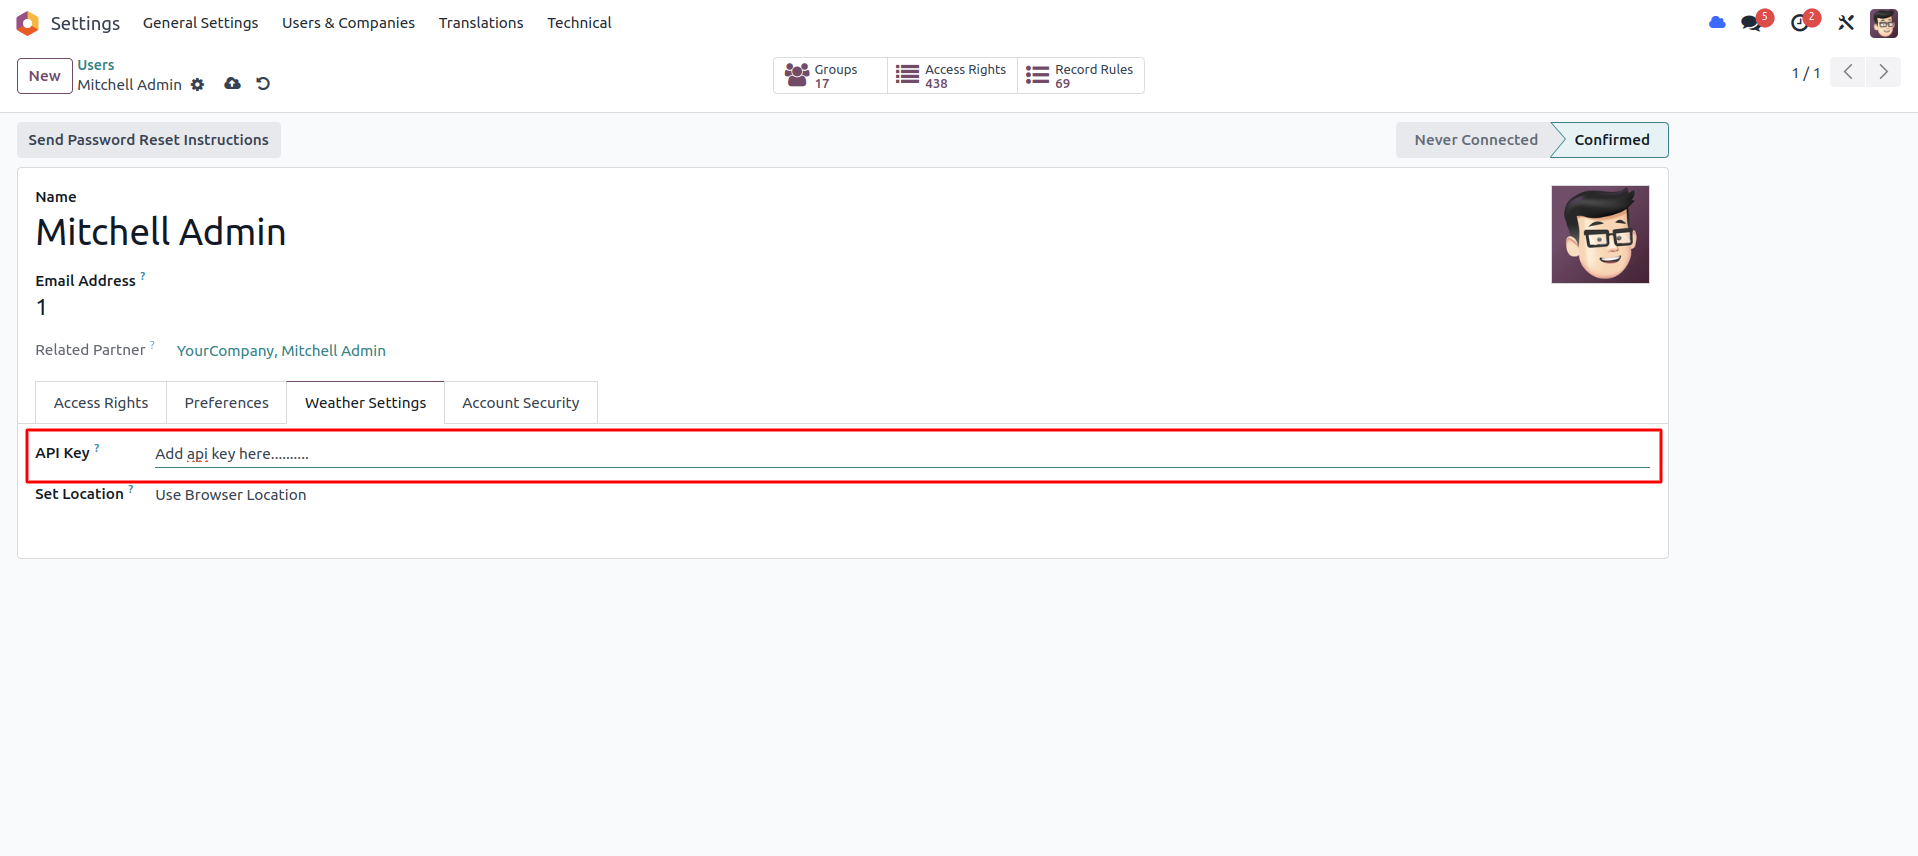 Settings General Settings Users & Companies Translations Technical 5 2
New Users
Mitchell Admin
Groups 17
Access Rights 438
Record Rules 69
1 / 1
Send Password Reset Instructions
Never Connected Confirmed
Name
Mitchell Admin
Email Address ?
1
Related Partner ? YourCompany, Mitchell Admin
Access Rights Preferences Weather Settings Account Security
API Key ? Add api key here..........
Set Location ? Use Browser Location